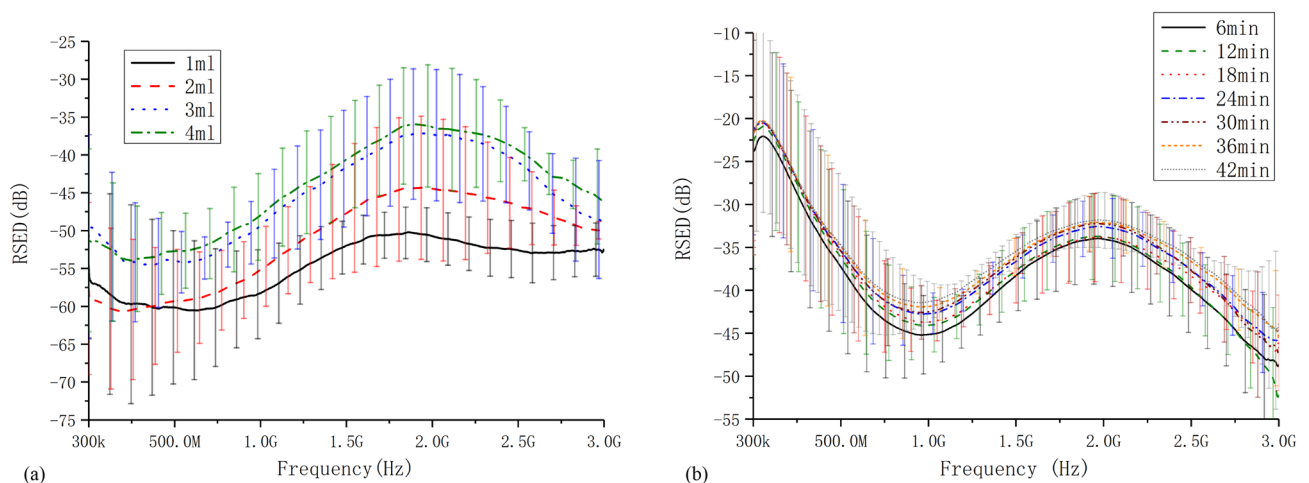 -25
-30
-35
-40
-45
-50
-55
-60
-65
-70
-75
RSED(dB)
1ml
2ml
3ml
4ml
300k 500.0M 1.0G 1.5G 2.0G 2.5G 3.0G
Frequency(Hz)
(a)
-10
-15
-20
-25
-30
-35
-40
-45
-50
-55
RSED(dB)
6min
12min
18min
24min
30min
36min
42min
300k 500.0M 1.0G 1.5G 2.0G 2.5G 3.0G
Frequency (Hz)
(b)